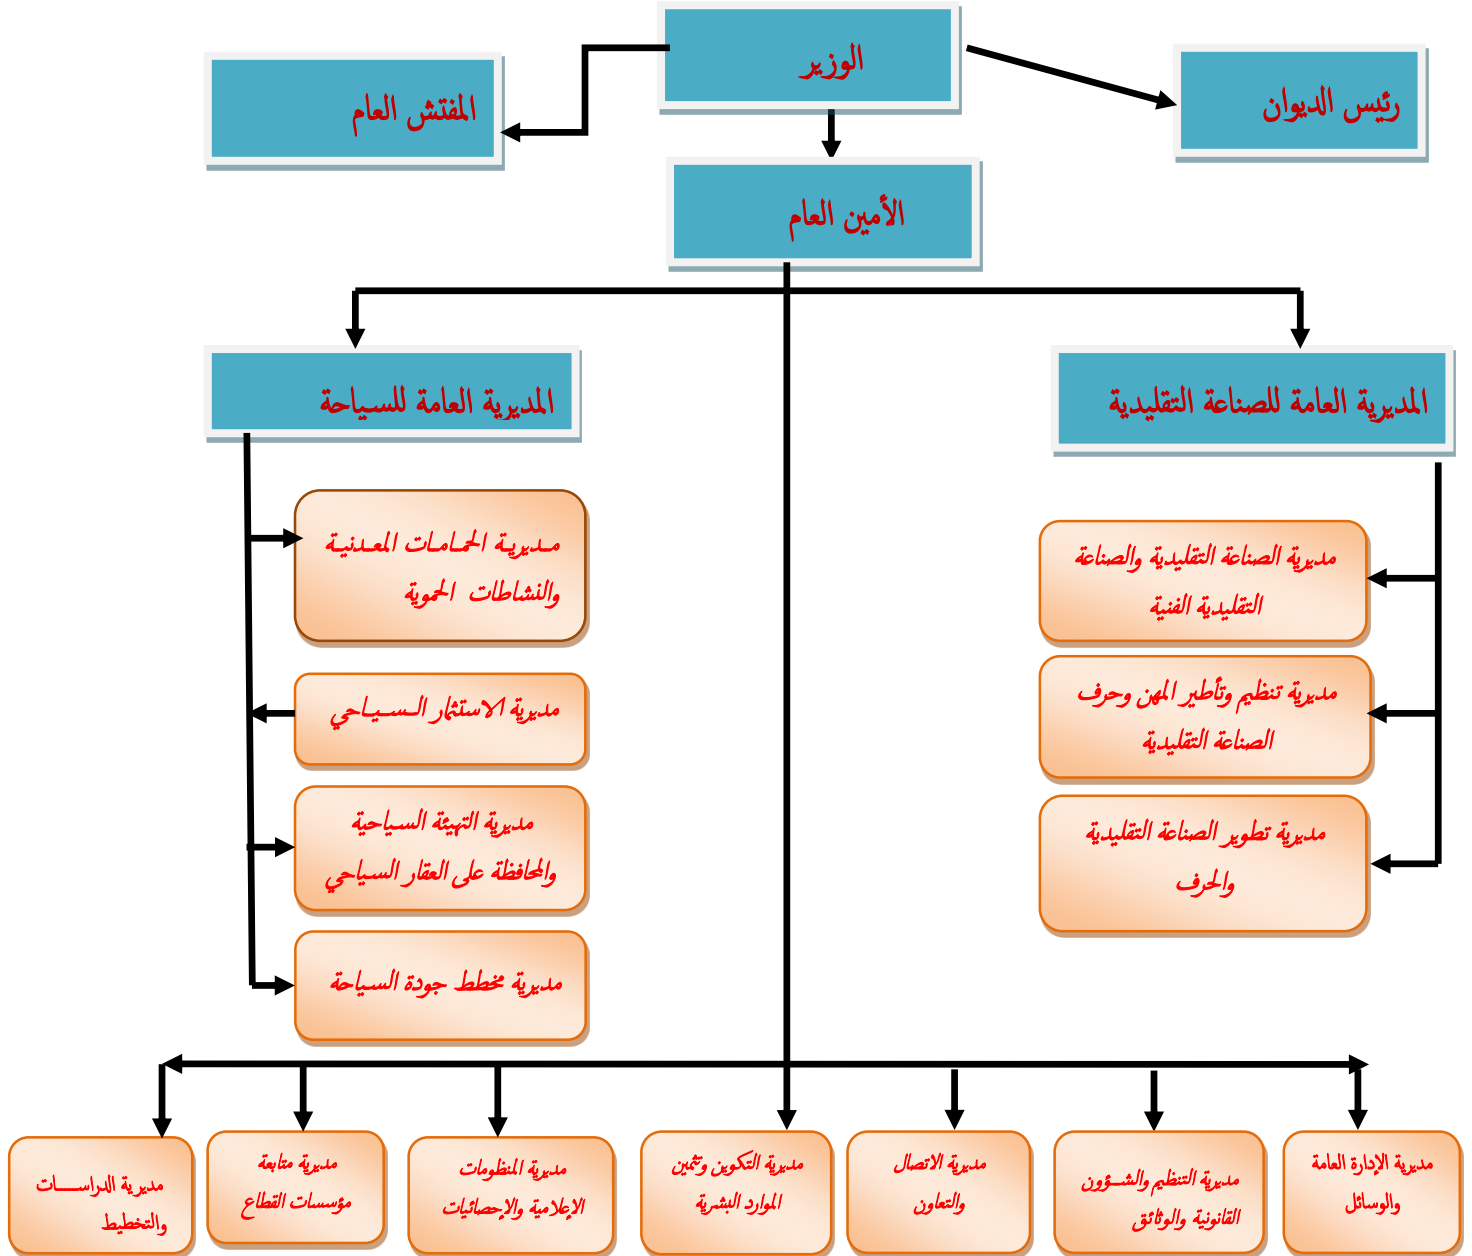 الوزير
رئيس الديوان
المفتش العام
الأمين العام
المديرية العامة للصناعة التقليدية
المديرية العامة للسياحة
مديرية الصناعة التقليدية والصناعة
التقليدية الفنية
مديرية تنظيم وتأطير المهن وحرف
الصناعة التقليدية
مديرية تطوير الصناعة التقليدية
والحرف
مديرية الحمامات المعدنية
والنشاطات الحموية
مديرية الاستثمار السياحي
مديرية التهيئة السياحية
والمحافظة على العقار السياحي
مديرية مخطط جودة السياحة
مديرية الإدارة العامة
والوسائل
مديرية التنظيم والشؤون
القانونية والوثائق
مديرية الاتصال
والتعاون
مديرية التكوين وتثمين
الموارد البشرية
مديرية المنظومات
الإعلامية والإحصائيات
مديرية متابعة
مؤسسات القطاع
مديرية الدراسات
والتخطيط